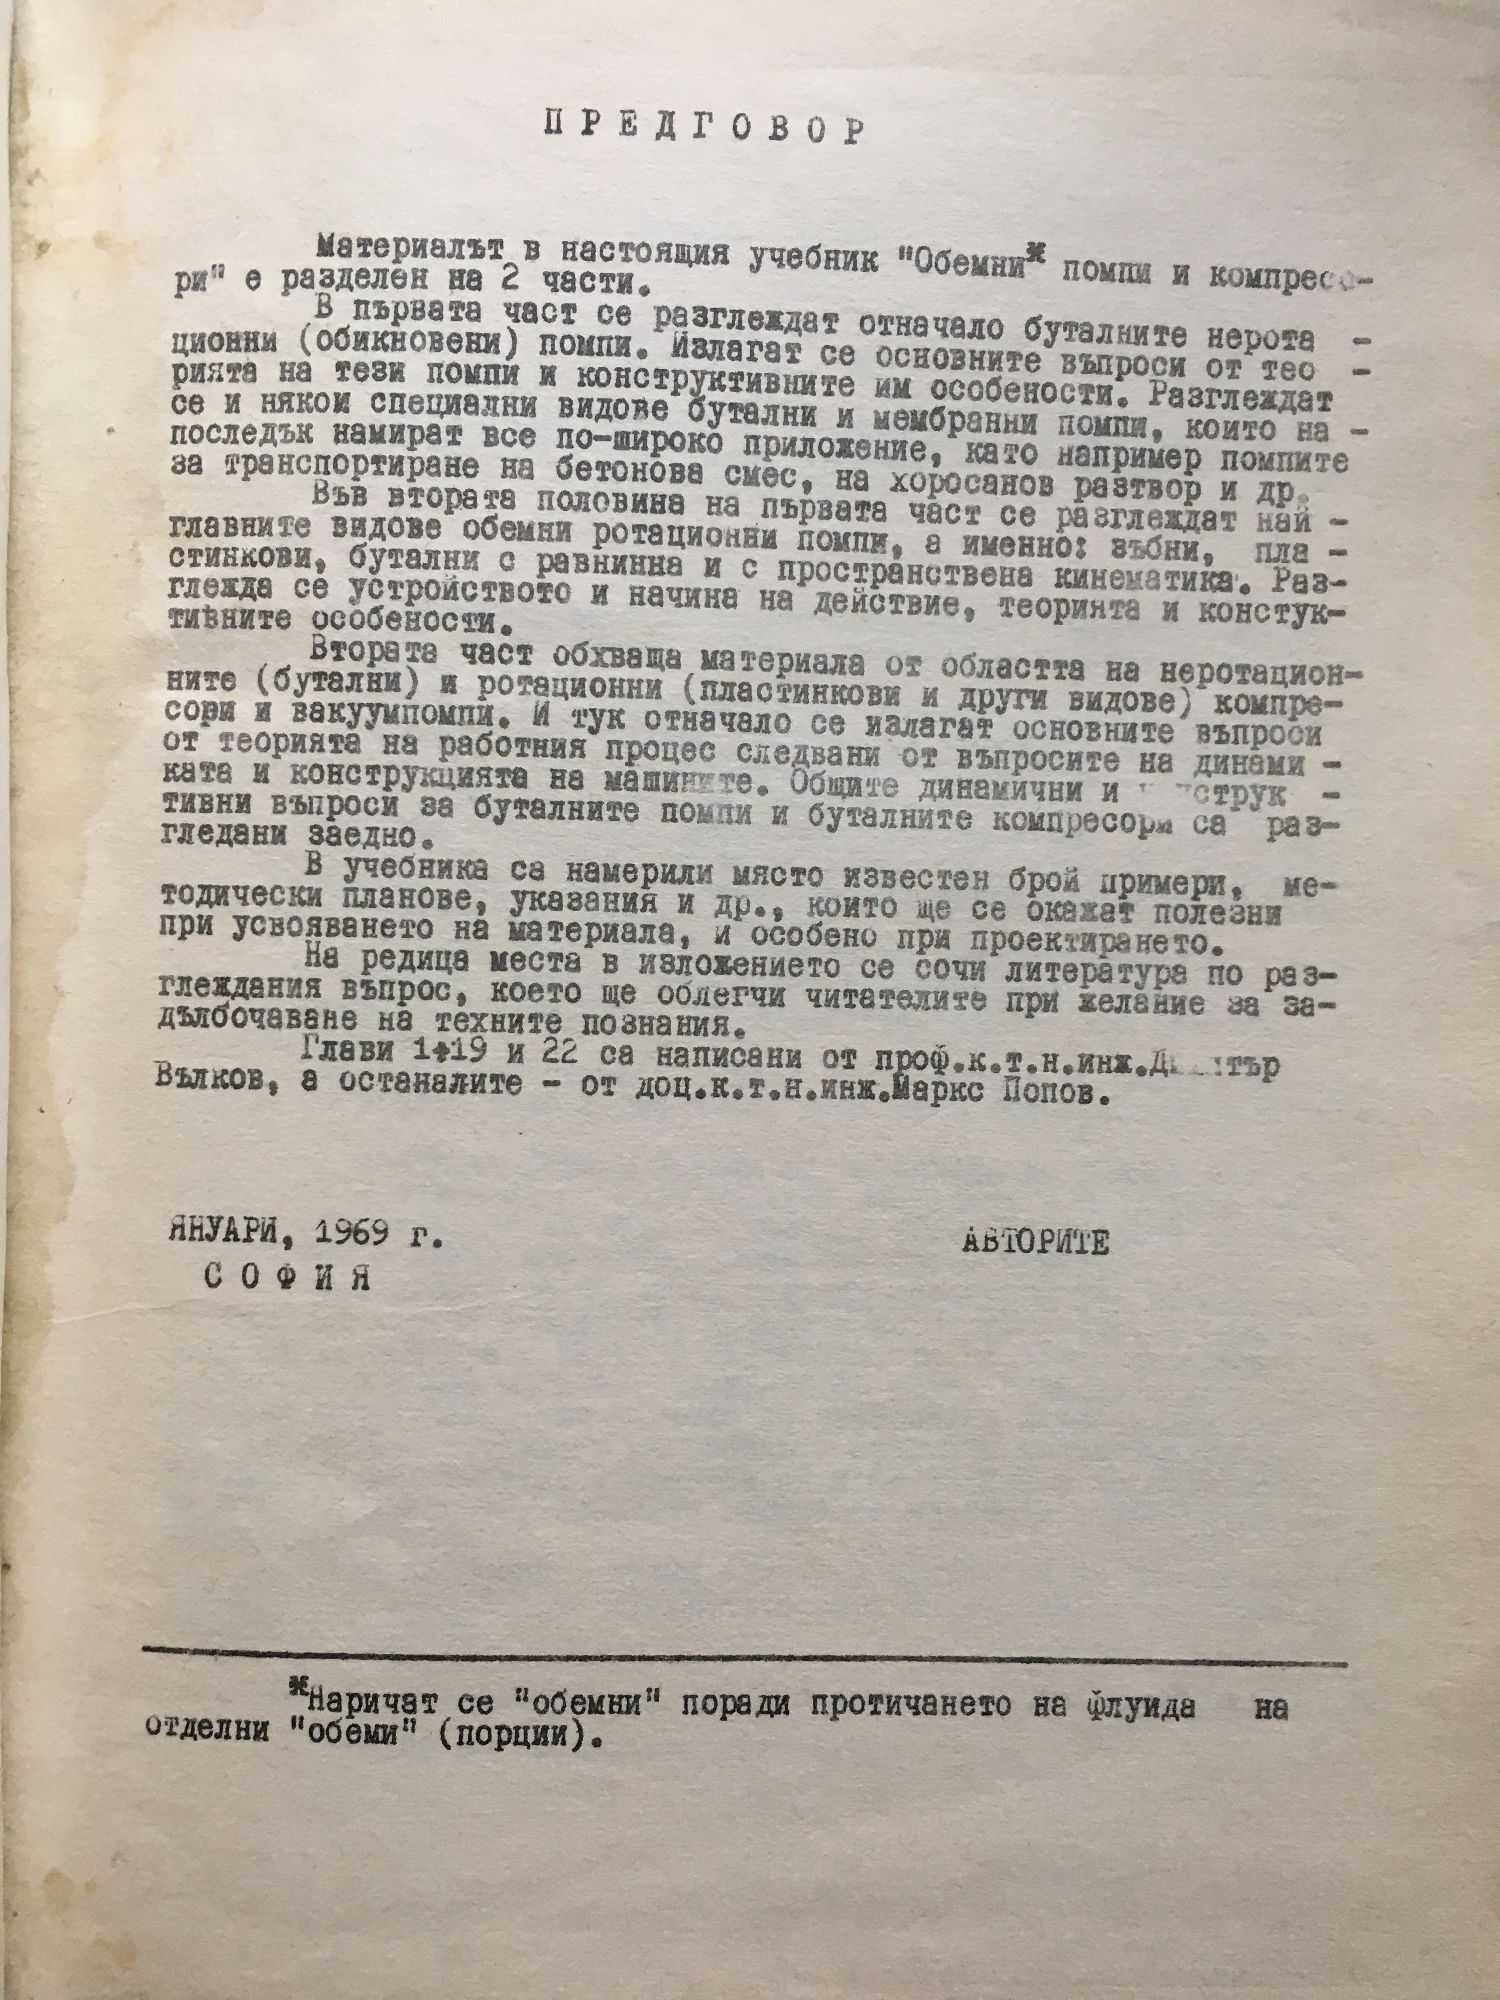 ПРЕДГОВОР
Материалът в настоящия учебник "Обемни* помпи и компресо-
ри" е разделен на 2 части.
В първата част се разглеждат отначало буталните нерота -
ционни (обикновени) помпи. Излагат се основните въпроси от тео -
рията на тези помпи и конструктивните им особености. Разглеждат
се и някои специални видове бутални и мембранни помпи, които на -
последък намират все по-широко приложение, като например помпите
за транспортиране на бетонова смес, на хоросанов разтвор и др.
Във втората половина на първата част се разглеждат най -
главните видове обемни ротационни помпи, а именно: зъбни, пла -
стинкови, бутални с равнинна и с пространствена кинематика. Раз-
глежда се устройството и начина на действие, теорията и констук-
тивните особености.
Втората част обхваща материала от областта на неротацион-
ните (бутални) и ротационни (пластинкови и други видове) компре-
сори и вакуумпомпи. И тук отначало се излагат основните въпроси
от теорията на работния процес следвани от въпросите на динами -
ката и конструкцията на машините. Общите динамични и струк -
тивни въпроси за буталните помпи и буталните компресори са раз-
гледани заедно.
В учебника са намерили място известен брой примери, ме-
тодически планове, указания и др., които ще се окажат полезни
при усвояването на материала, и особено при проектирането.
На редица места в изложението се сочи литература по раз-
глеждания въпрос, което ще облегчи читателите при желание за за-
дълбочаване на техните познания.
Глави 1÷19 и 22 са написани от проф.к.т.н.инж.Димитър
Вълков, а останалите - от доц.к.т.н.инж.Маркс Попов.
ЯНУАРИ, 1969 г. АВТОРИТЕ
СОФИЯ
*Наричат се "обемни" поради протичането на флуида на
отделни "обеми" (порции).